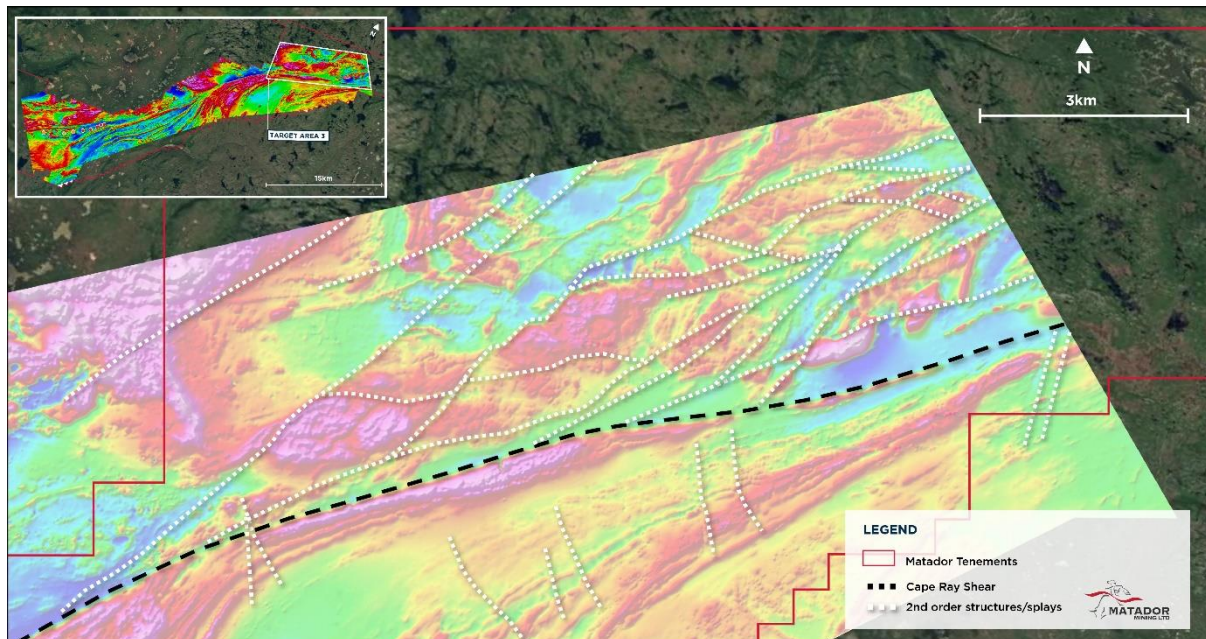 N
TARGET AREA 3
15km
N
3km
LEGEND
Matador Tenements
Cape Ray Shear
2nd order structures/splays
MATADOR
MINING LTD